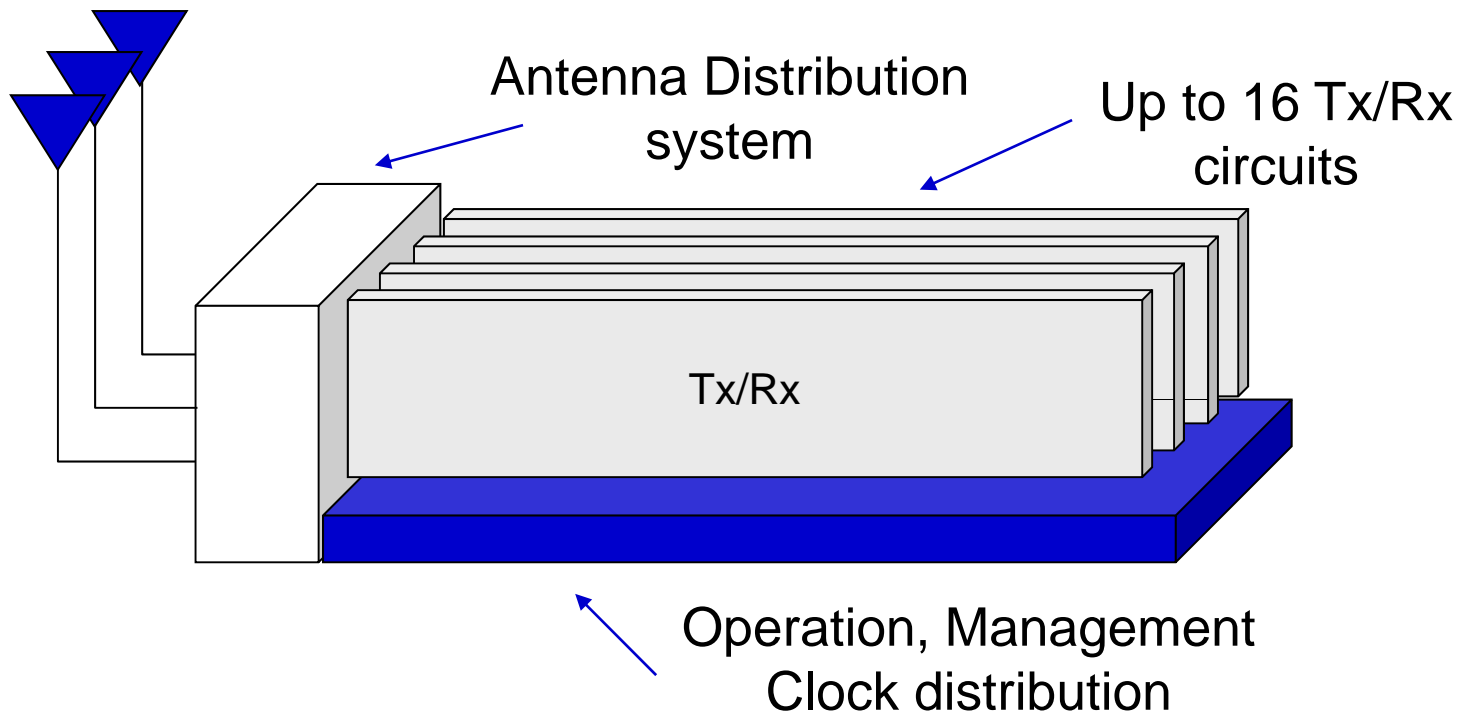 Antenna Distribution
system
Up to 16 Tx/Rx
circuits
Tx/Rx
Operation, Management
Clock distribution